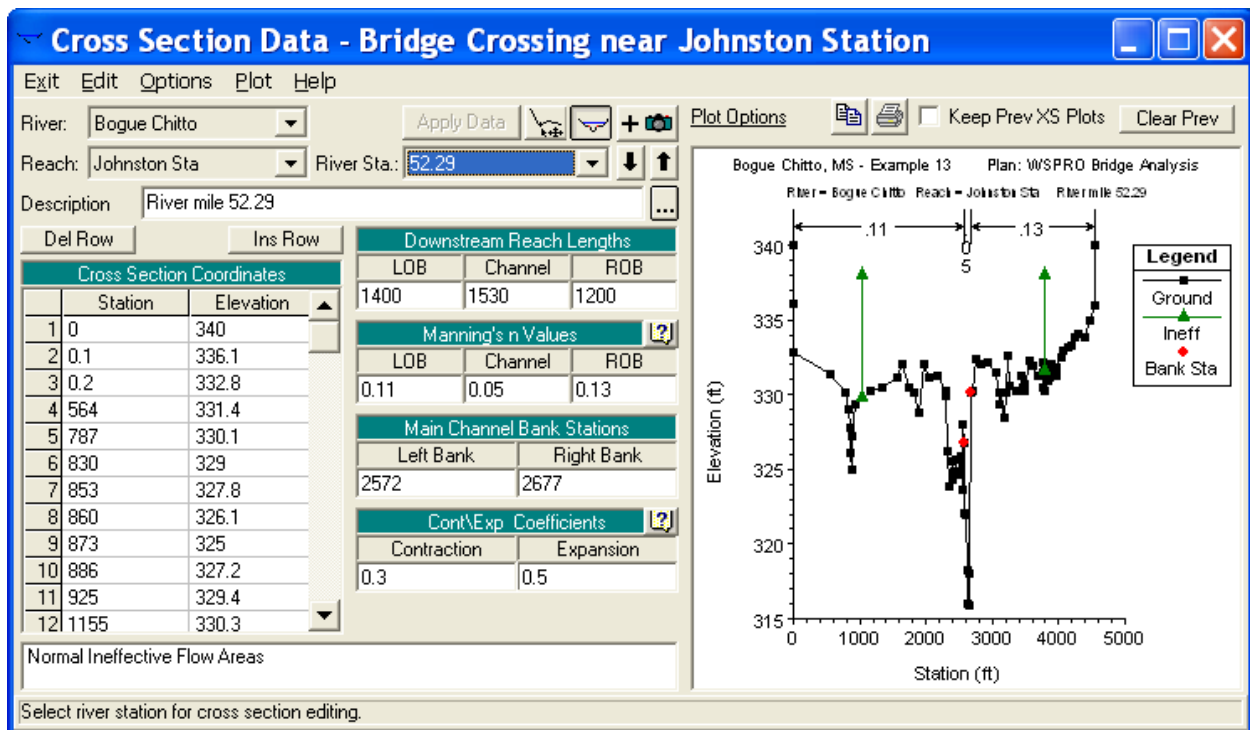 Cross Section Data - Bridge Crossing near Johnston Station
Exit Edit Options Plot Help
River: Bogue Chitto
Apply Data
Reach: Johnston Sta
River Sta.: 52.29
Description River mile 52.29
...
Del Row Ins Row
Cross Section Coordinates
Station Elevation
1 0 340
2 0.1 336.1
3 0.2 332.8
4 564 331.4
5 787 330.1
6 830 329
7 853 327.8
8 860 326.1
9 873 325
10 886 327.2
11 925 329.4
12 1155 330.3
Downstream Reach Lengths
LOB Channel ROB
1400 1530 1200
Manning's n Values
LOB Channel ROB
0.11 0.05 0.13
Main Channel Bank Stations
Left Bank Right Bank
2572 2677
Cont\Exp Coefficients
Contraction Expansion
0.3 0.5
Normal Ineffective Flow Areas
Select river station for cross section editing.
Plot Options
Keep Prev XS Plots
Clear Prev
Bogue Chitto, MS - Example 13 Plan: WSPRO Bridge Analysis
River = Bogue Chitto Reach = Johnston Sta River mile 52.29
.11
.05
.13
340
335
330
325
320
315
Elevation (ft)
0 1000 2000 3000 4000 5000
Station (ft)
Legend
Ground
Ineff
Bank Sta